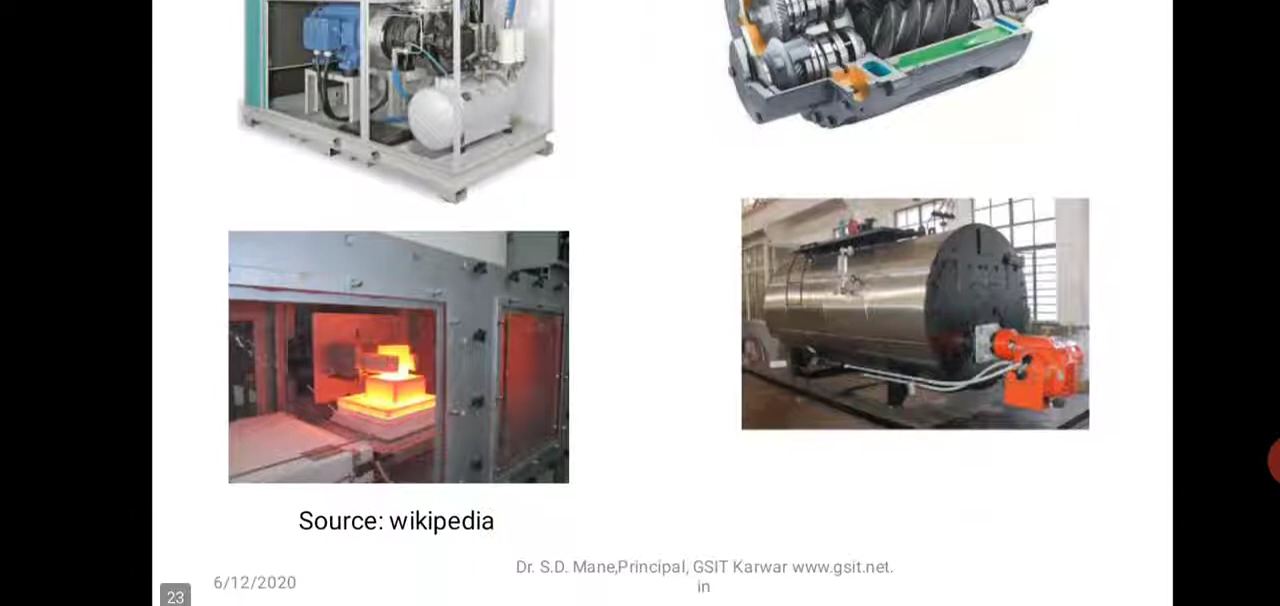 Source: wikipedia
Dr. S.D. Mane,Principal, GSIT Karwar www.gsit.net.
in
6/12/2020
23